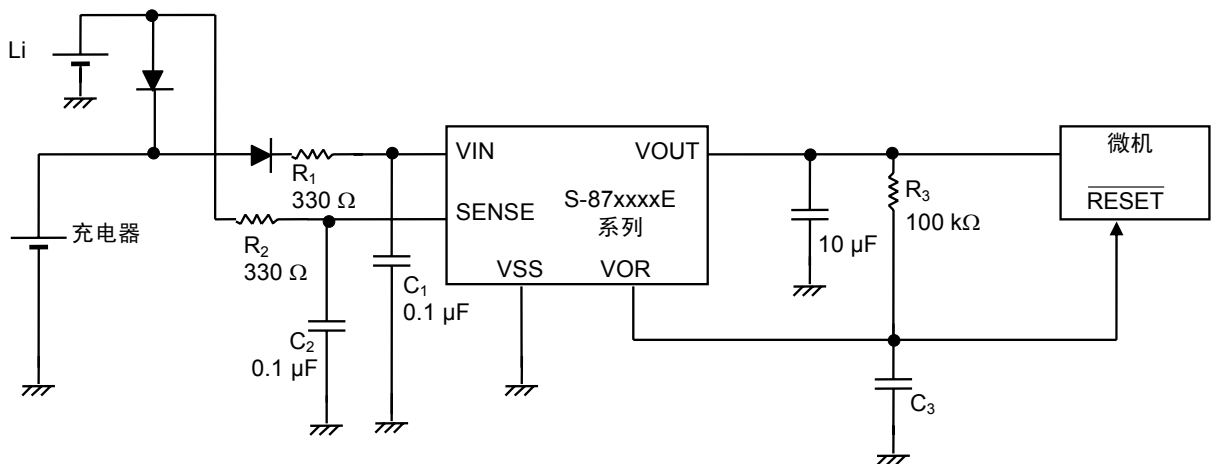 Li
充电器
R1
330 Ω
R2
330 Ω
C1
0.1 µF
C2
0.1 µF
VIN
VOUT
SENSE
S-87xxxxE
系列
VSS
VOR
10 µF
R3
100 kΩ
C3
微机
RESET